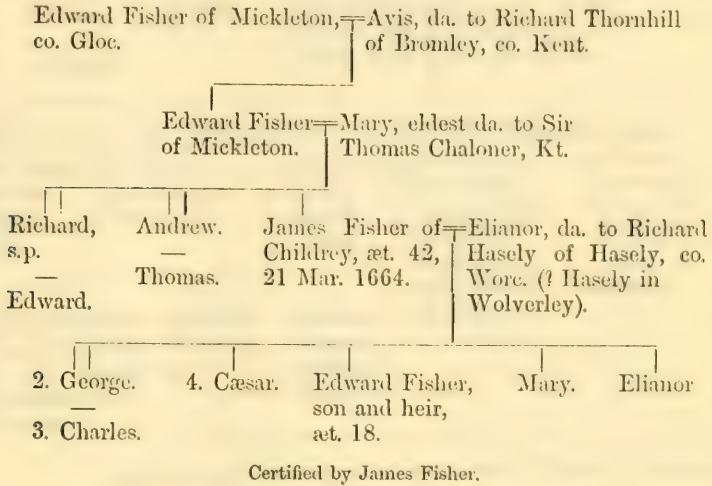 Edward Fisher of Mickleton, co. Gloc.
Avis, da. to Richard Thornhill of Bromley, co. Kent.
Edward Fisher of Mickleton.
Mary, eldest da. to Sir Thomas Chaloner, Kt.
Richard, s.p.
—
Edward.
Andrew.
—
Thomas.
James Fisher of Childrey, æt. 42, 21 Mar. 1664.
Elianor, da. to Richard Hasely of Hasely, co. Worc. (? Hasely in Wolverley).
2. George.
—
3. Charles.
4. Cæsar.
Edward Fisher, son and heir, æt. 18.
Mary.
Elianor
Certified by James Fisher.